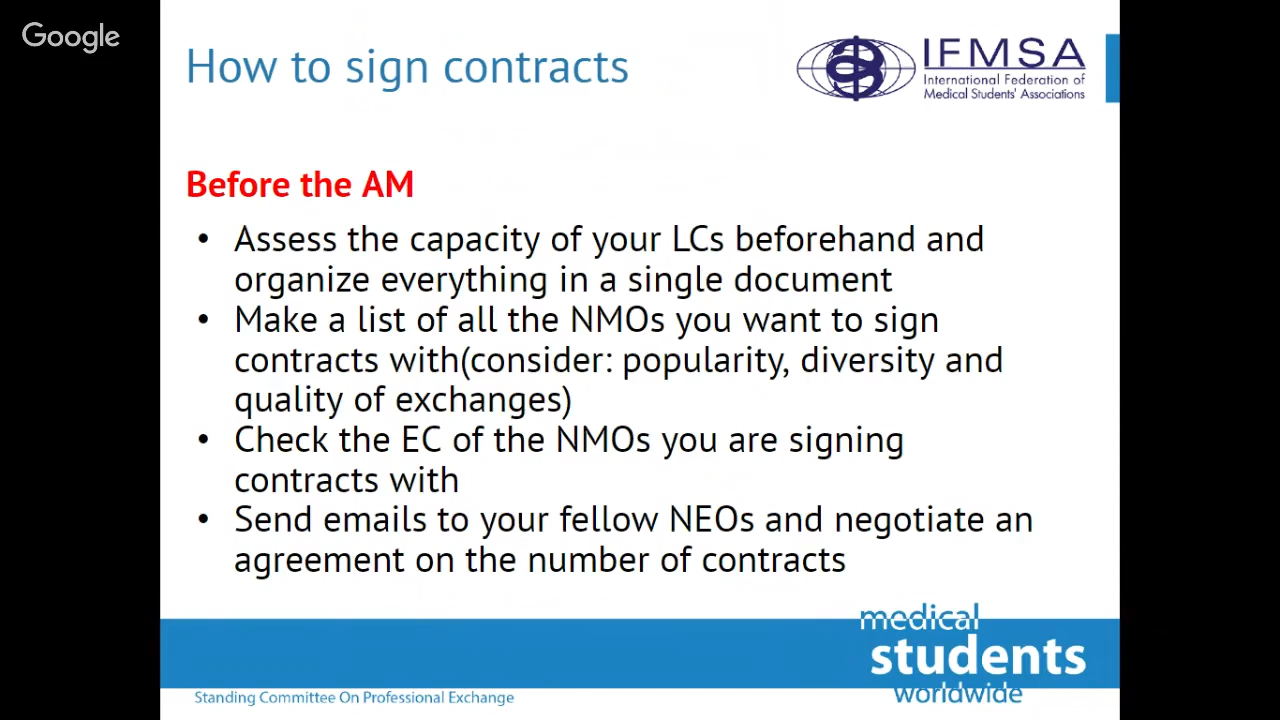 Google
How to sign contracts
IFMSA
International Federation of
Medical Students' Associations
Before the AM
• Assess the capacity of your LCs beforehand and
organize everything in a single document
• Make a list of all the NMOs you want to sign
contracts with(consider: popularity, diversity and
quality of exchanges)
• Check the EC of the NMOs you are signing
contracts with
• Send emails to your fellow NEOs and negotiate an
agreement on the number of contracts
medical
students
worldwide
Standing Committee On Professional Exchange